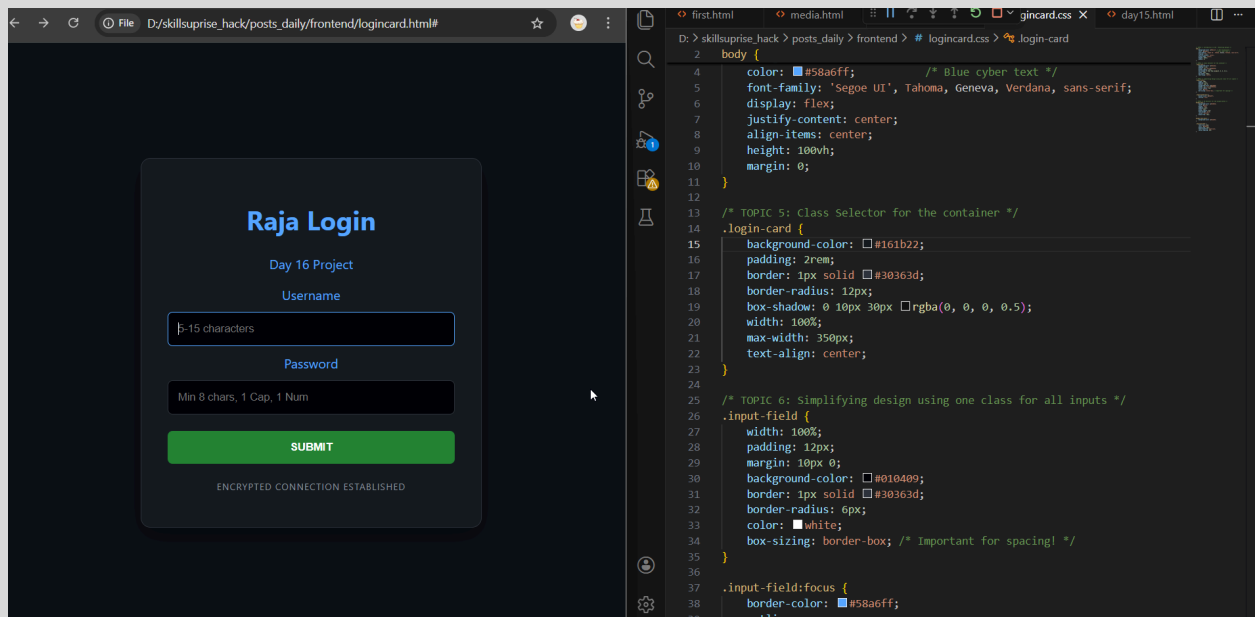 File
D:/skillsuprise_hack/posts_daily/frontend/logincard.html#
Raja Login
Day 16 Project
Username
5-15 characters
Password
Min 8 chars, 1 Cap, 1 Num
SUBMIT
ENCRYPTED CONNECTION ESTABLISHED
first.html
media.html
gincard.css
day15.html
D: > skillsuprise_hack > posts_daily > frontend > # logincard.css > .login-card
1
2 body {
4 color: #58a6ff; /* Blue cyber text */
5 font-family: 'Segoe UI', Tahoma, Geneva, Verdana, sans-serif;
6 display: flex;
7 justify-content: center;
8 align-items: center;
9 height: 100vh;
10 margin: 0;
11 }
12
13 /* TOPIC 5: Class Selector for the container */
14 .login-card {
15 background-color: #161b22;
16 padding: 2rem;
17 border: 1px solid #30363d;
18 border-radius: 12px;
19 box-shadow: 0 10px 30px rgba(0, 0, 0, 0.5);
20 width: 100%;
21 max-width: 350px;
22 text-align: center;
23 }
24
25 /* TOPIC 6: Simplifying design using one class for all inputs */
26 .input-field {
27 width: 100%;
28 padding: 12px;
29 margin: 10px 0;
30 background-color: #010409;
31 border: 1px solid #30363d;
32 border-radius: 6px;
33 color: white;
34 box-sizing: border-box; /* Important for spacing! */
35 }
36
37 .input-field:focus {
38 border-color: #58a6ff;